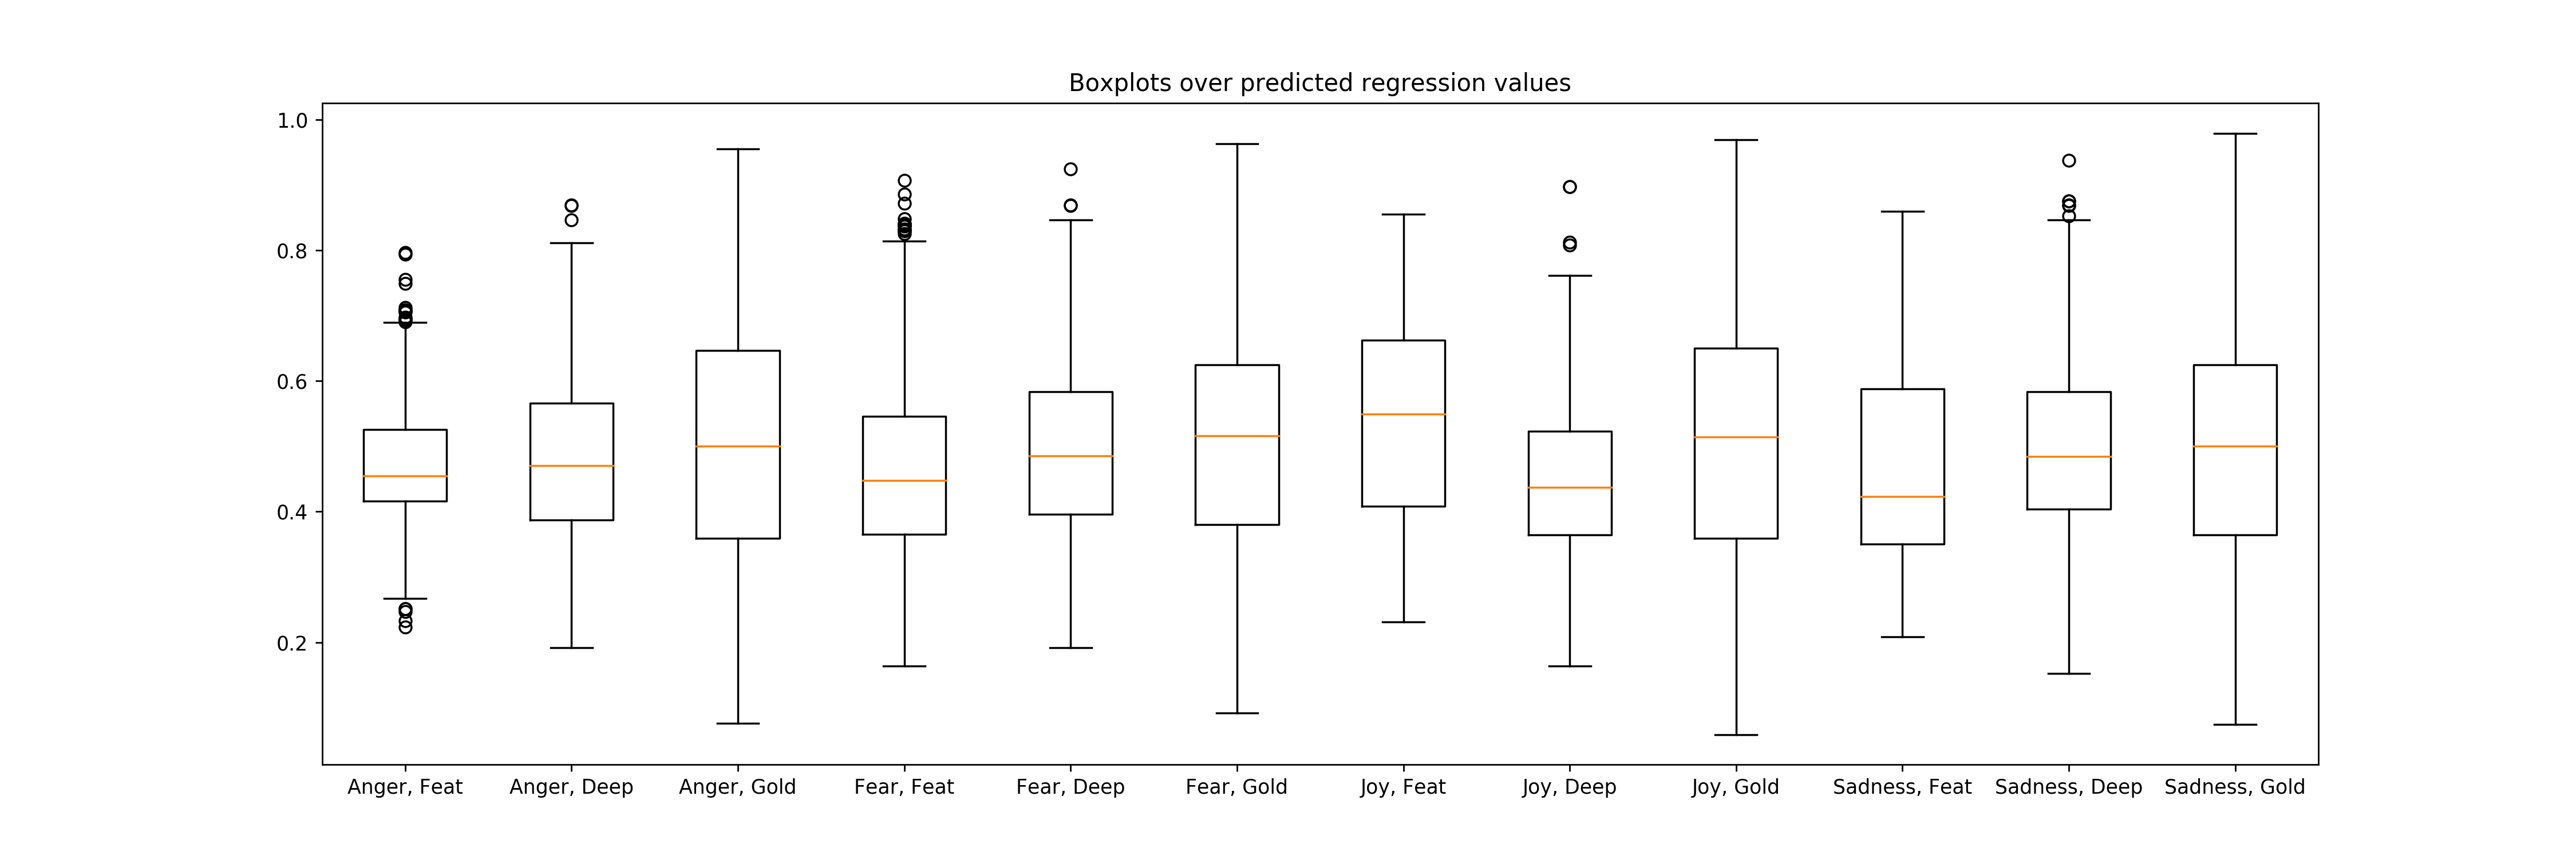 Boxplots over predicted regression values
1.0
0.8
0.6
0.4
0.2
Anger, Feat Anger, Deep Anger, Gold Fear, Feat Fear, Deep Fear, Gold Joy, Feat Joy, Deep Joy, Gold Sadness, Feat Sadness, Deep Sadness, Gold